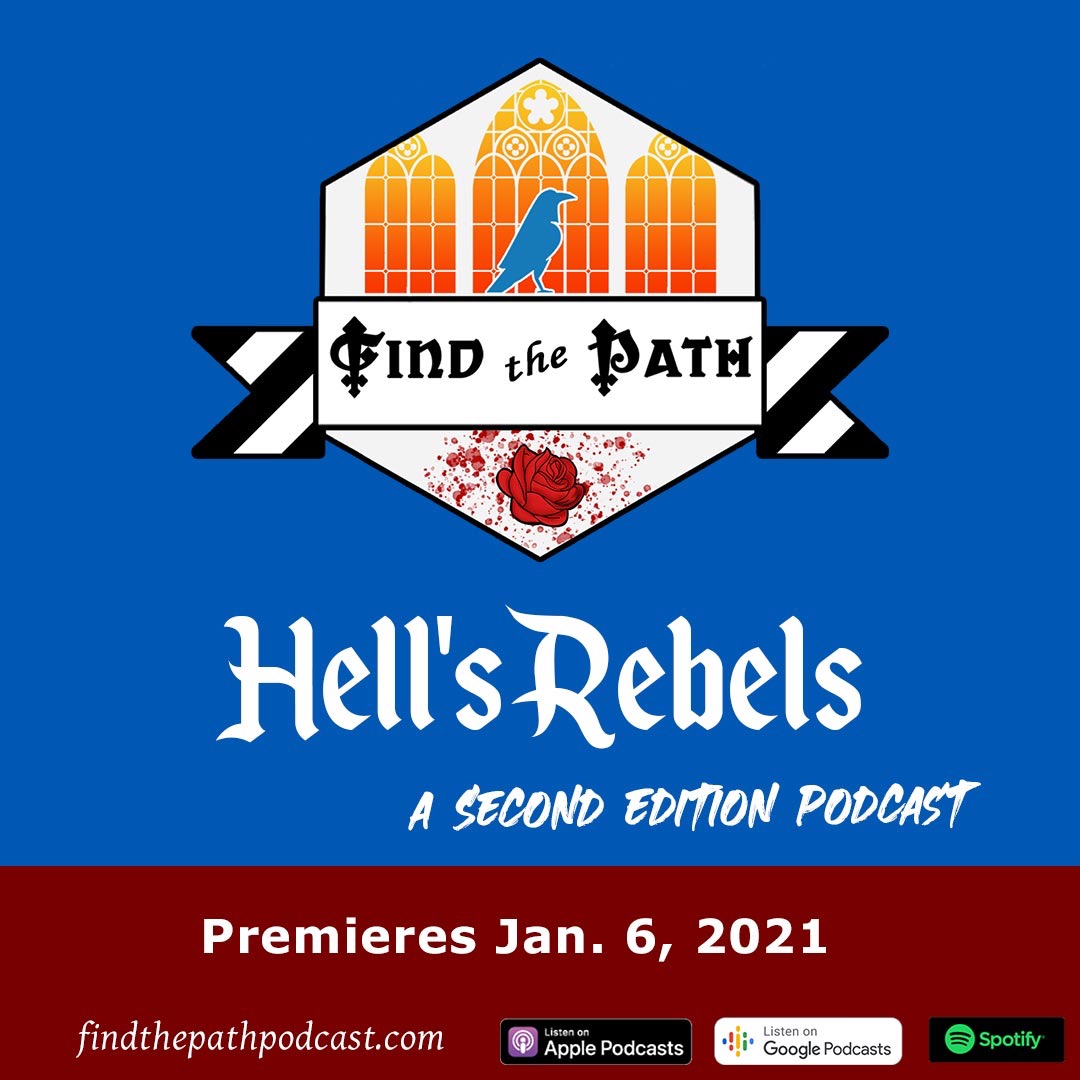 Find the Path
Hell's Rebels
A SECOND EDITION PODCAST
Premieres Jan. 6, 2021
findthepathpodcast.com
Listen on
Apple Podcasts
Listen on
Google Podcasts
Spotify